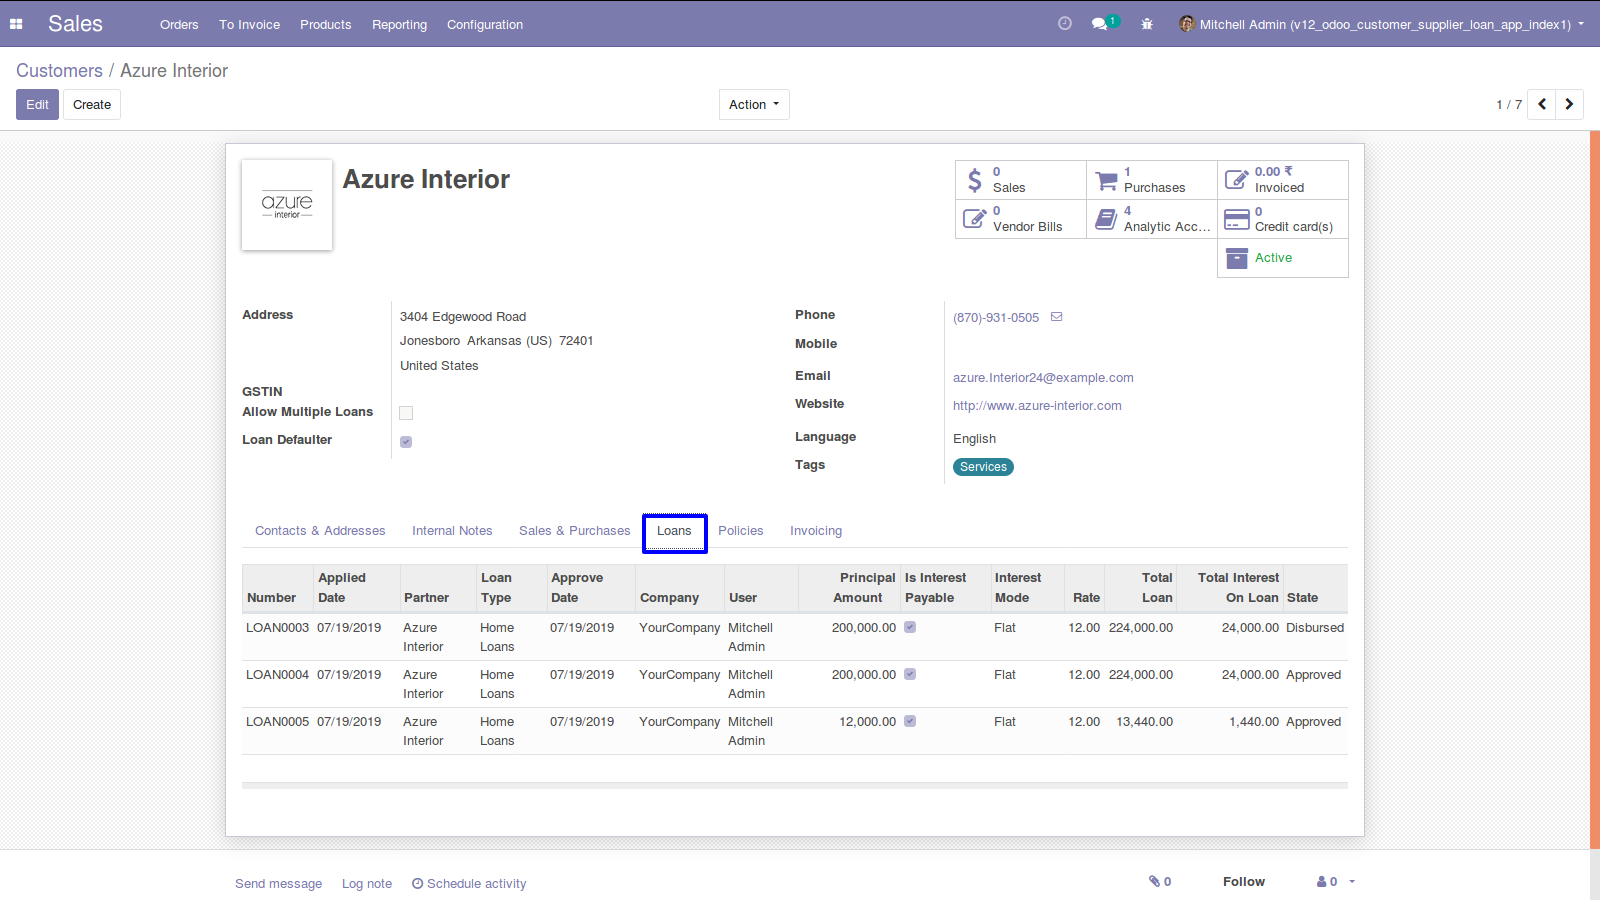 Sales Orders To Invoice Products Reporting Configuration 1 Mitchell Admin (v12_odoo_customer_supplier_loan_app_index1)
Customers / Azure Interior
Edit Create Action 1 / 7
azure
interior
Azure Interior
0 Sales 1 Purchases 0.00 ₹ Invoiced
0 Vendor Bills 4 Analytic Acc... 0 Credit card(s)
Active
Address 3404 Edgewood Road
Jonesboro Arkansas (US) 72401
United States
GSTIN
Allow Multiple Loans
Loan Defaulter
Phone (870)-931-0505
Mobile
Email azure.Interior24@example.com
Website http://www.azure-interior.com
Language English
Tags Services
Contacts & Addresses Internal Notes Sales & Purchases Loans Policies Invoicing
Number Applied Date Partner Loan Type Approve Date Company User Principal Amount Is Interest Payable Interest Mode Rate Total Loan Total Interest On Loan State
LOAN0003 07/19/2019 Azure Interior Home Loans 07/19/2019 YourCompany Mitchell Admin 200,000.00 Flat 12.00 224,000.00 24,000.00 Disbursed
LOAN0004 07/19/2019 Azure Interior Home Loans 07/19/2019 YourCompany Mitchell Admin 200,000.00 Flat 12.00 224,000.00 24,000.00 Approved
LOAN0005 07/19/2019 Azure Interior Home Loans 07/19/2019 YourCompany Mitchell Admin 12,000.00 Flat 12.00 13,440.00 1,440.00 Approved
Send message Log note Schedule activity 0 Follow 0